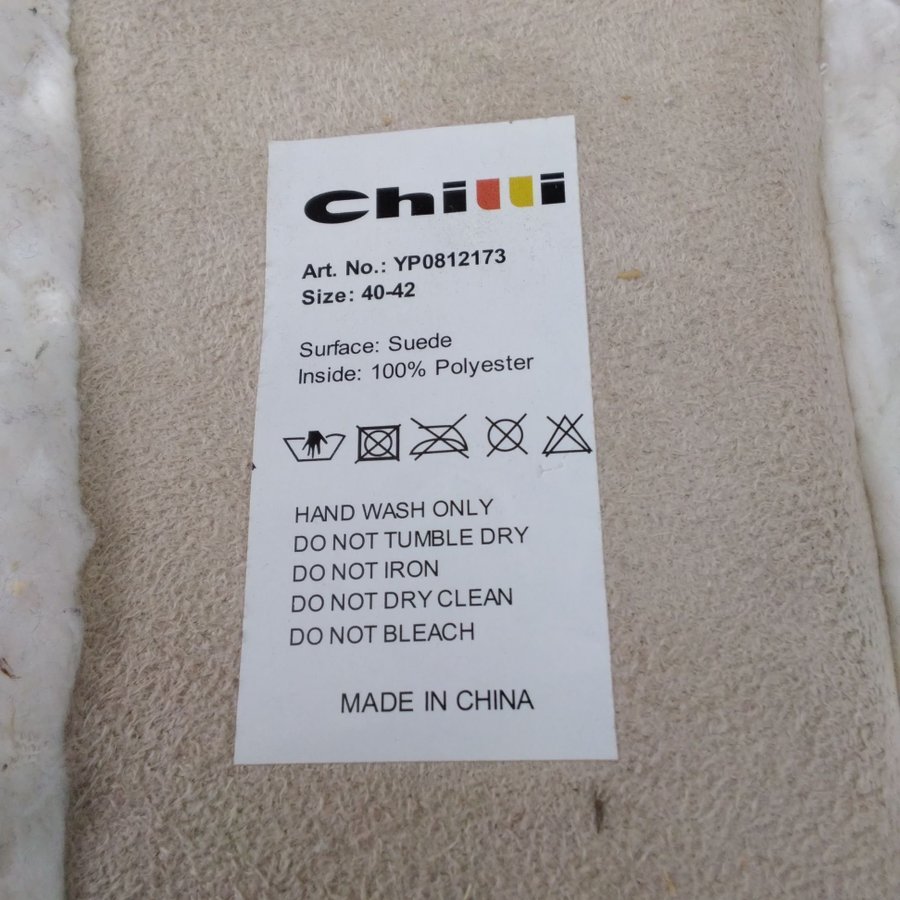 Chilli
Art. No.: YP0812173
Size: 40-42
Surface: Suede
Inside: 100% Polyester
HAND WASH ONLY
DO NOT TUMBLE DRY
DO NOT IRON
DO NOT DRY CLEAN
DO NOT BLEACH
MADE IN CHINA